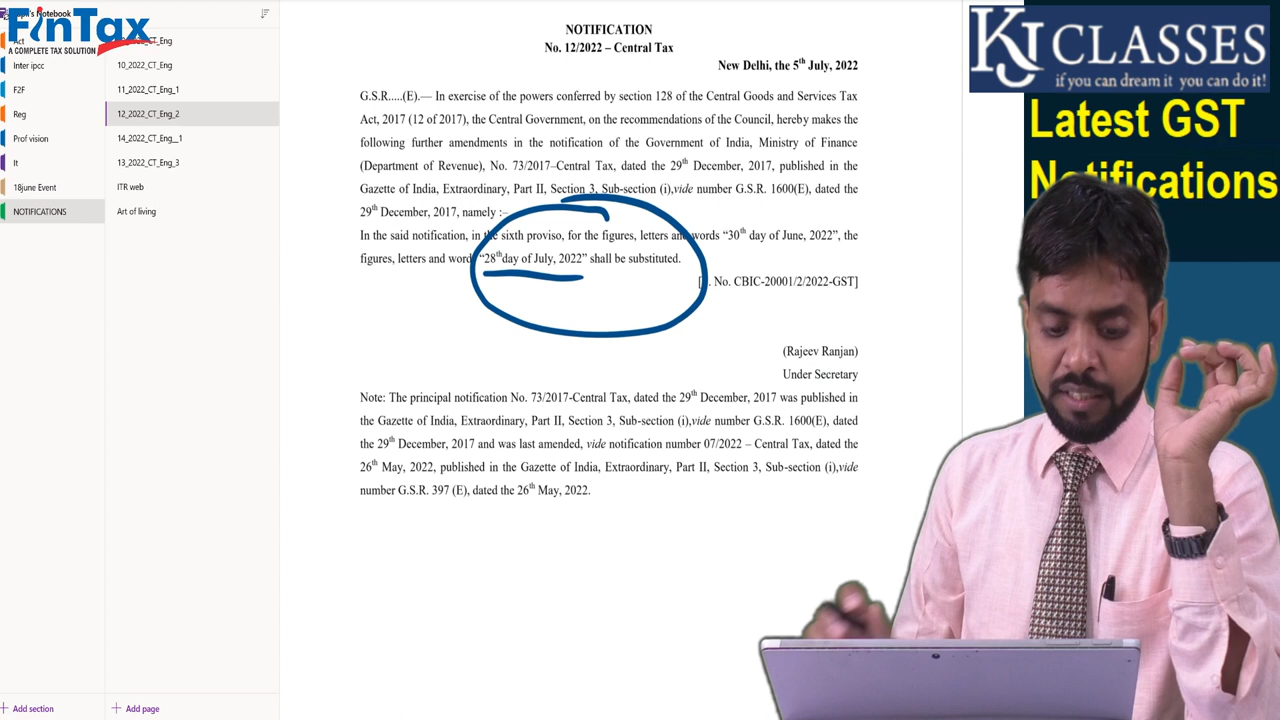 FinTax
A COMPLETE TAX SOLUTION
Notebook
Act
Inter ipcc
F2F
Reg
Prof vision
It
18june Event
NOTIFICATIONS
Add section
_CT_Eng
10_2022_CT_Eng
11_2022_CT_Eng_1
12_2022_CT_Eng_2
14_2022_CT_Eng__1
13_2022_CT_Eng_3
ITR web
Art of living
Add page
NOTIFICATION
No. 12/2022 – Central Tax
New Delhi, the 5th July, 2022
G.S.R.....(E).— In exercise of the powers conferred by section 128 of the Central Goods and Services Tax
Act, 2017 (12 of 2017), the Central Government, on the recommendations of the Council, hereby makes the
following further amendments in the notification of the Government of India, Ministry of Finance
(Department of Revenue), No. 73/2017–Central Tax, dated the 29th December, 2017, published in the
Gazette of India, Extraordinary, Part II, Section 3, Sub-section (i),vide number G.S.R. 1600(E), dated the
29th December, 2017, namely :–
In the said notification, in the sixth proviso, for the figures, letters and words “30th day of June, 2022”, the
figures, letters and words “28thday of July, 2022” shall be substituted.
No. CBIC-20001/2/2022-GST]
(Rajeev Ranjan)
Under Secretary
Note: The principal notification No. 73/2017-Central Tax, dated the 29th December, 2017 was published in
the Gazette of India, Extraordinary, Part II, Section 3, Sub-section (i),vide number G.S.R. 1600(E), dated
the 29th December, 2017 and was last amended, vide notification number 07/2022 – Central Tax, dated the
26th May, 2022, published in the Gazette of India, Extraordinary, Part II, Section 3, Sub-section (i),vide
number G.S.R. 397 (E), dated the 26th May, 2022.
KJ CLASSES
if you can dream it you can do it!
Latest GST
Notifications